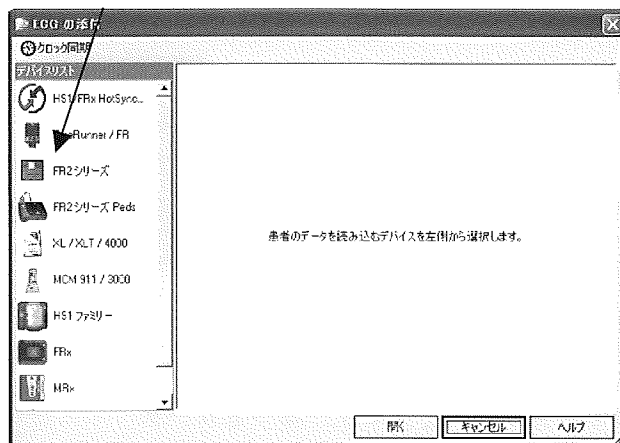 ECG の添付
クロック同期
デバイスリスト
HS1/FRx HotSync...
Runner / FR
FR2シリーズ
FR2シリーズ Peds
XL / XLT / 4000
MCM 911 / 3000
HS1 ファミリー
FRx
MRx
患者のデータを読み込むデバイスを左側から選択します。
開く
キャンセル
ヘルプ